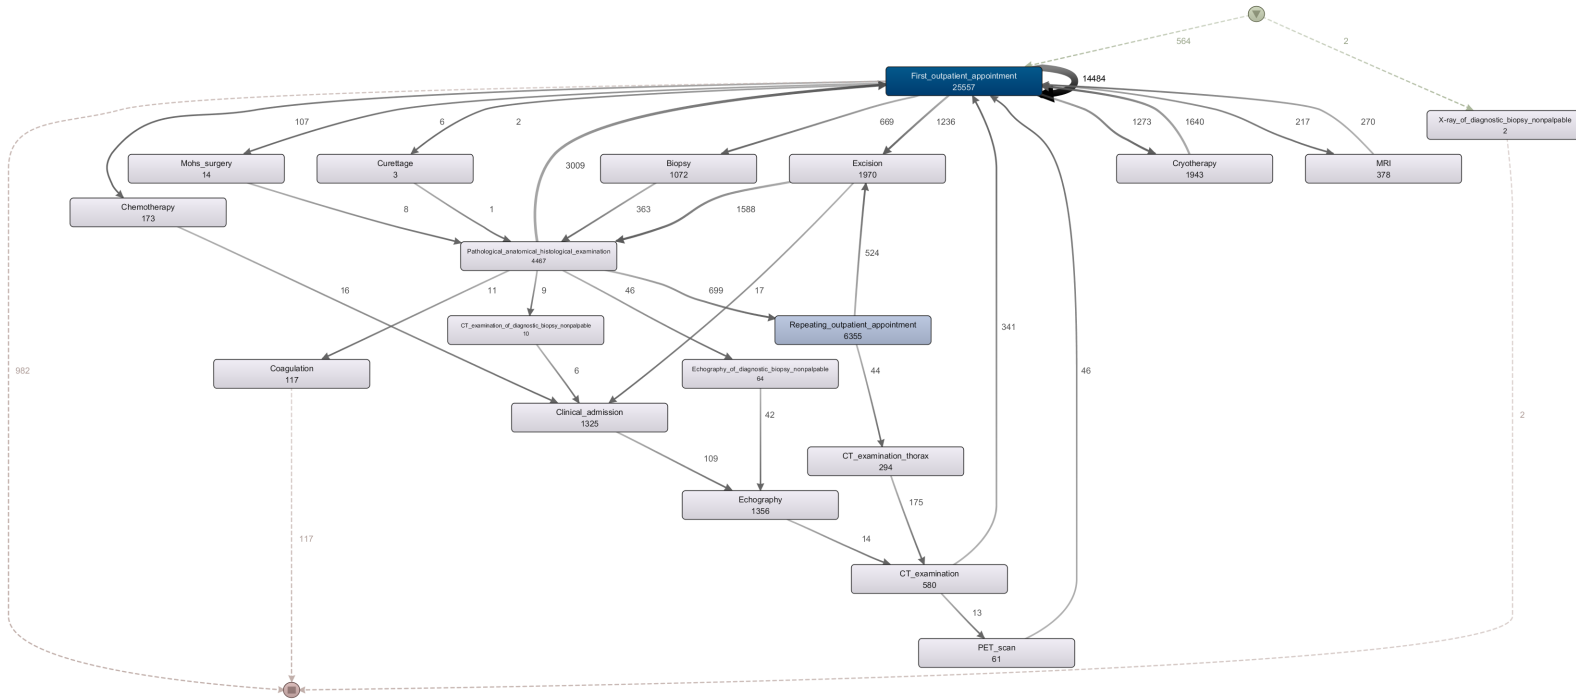 564
2
First_outpatient_appointment
25557
14484
107
6
2
669
1236
1273
1640
217
270
X-ray_of_diagnostic_biopsy_nonpalpable
2
Mohs_surgery
14
Curettage
3
3009
Biopsy
1072
Excision
1970
Cryotherapy
1943
MRI
378
Chemotherapy
173
8
1
363
1588
Pathological_anatomical_histological_examination
4467
524
16
11
9
46
699
17
CT_examination_of_diagnostic_biopsy_nonpalpable
10
Repeating_outpatient_appointment
6355
341
982
Coagulation
117
6
Echography_of_diagnostic_biopsy_nonpalpable
64
44
46
Clinical_admission
1325
42
2
109
CT_examination_thorax
294
Echography
1356
175
117
14
CT_examination
580
13
PET_scan
61